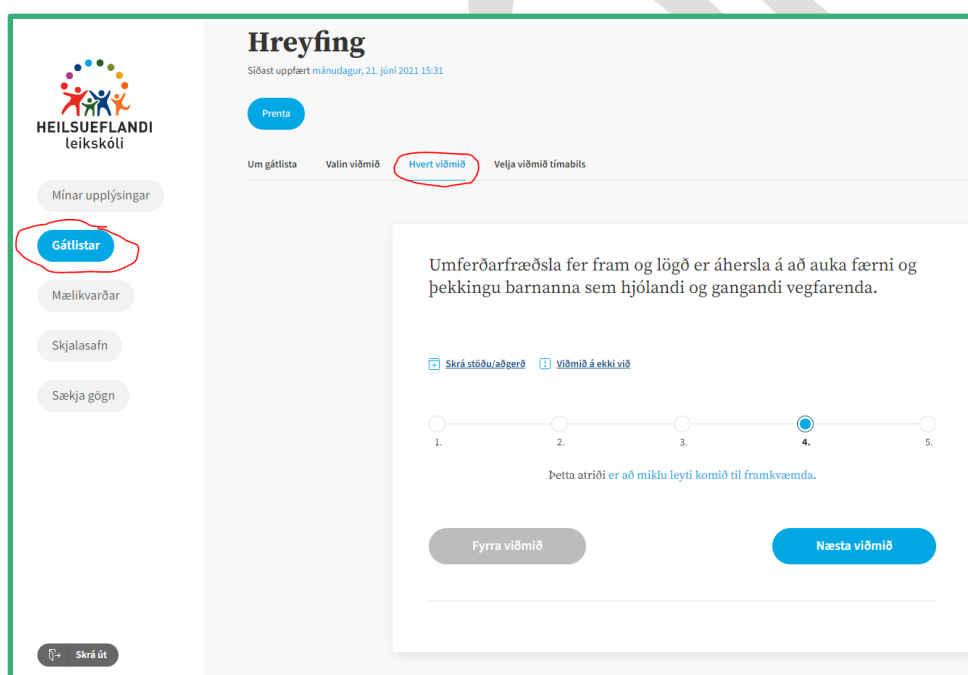 Hreyfing
Síðast uppfært mánudagur, 21. júní 2021 15:31
Prenta
HEILSUEFLANDI
leikskóli
Um gátlista
Valin viðmið
Hvert viðmið
Velja viðmið tímabils
Mínar upplýsingar
Gátlistar
Mælikvarðar
Skjalasafn
Sækja gögn
Skrá út
Umferðarfræðsla fer fram og lögð er áhersla á að auka færni og
þekkingu barnanna sem hjólandi og gangandi vegfarenda.
Skrá stöðu/aðgerð
Viðmið á ekki við
1. 2. 3. 4. 5.
Þetta atriði er að miklu leyti komið til framkvæmda.
Fyrra viðmið
Næsta viðmið